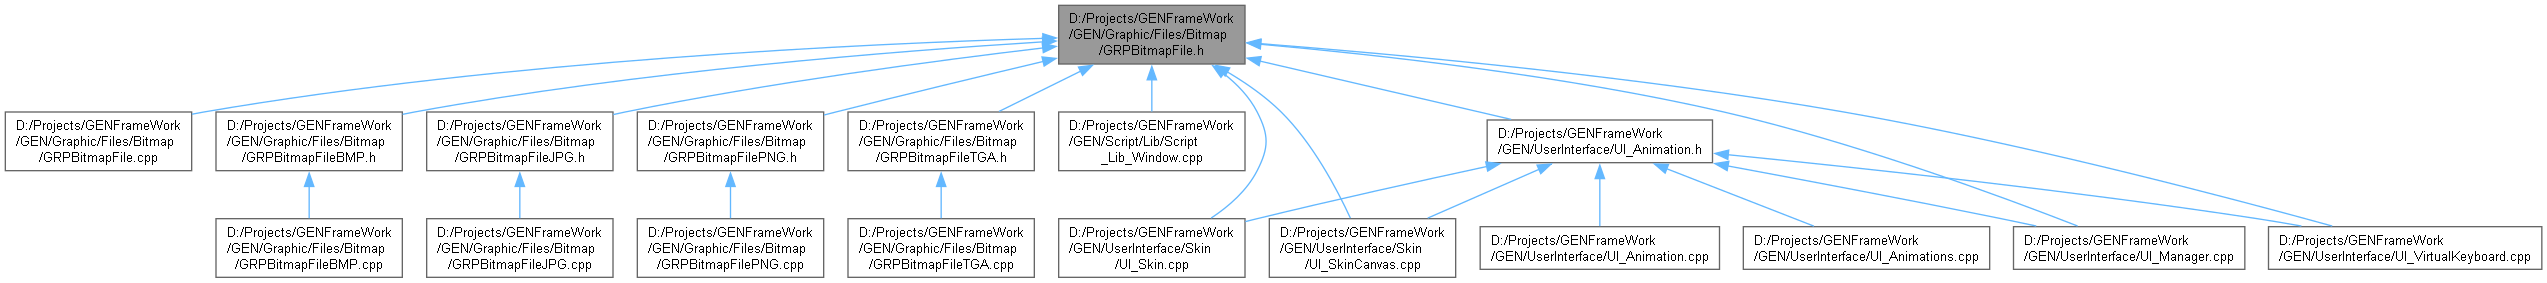 D:/Projects/GENFrameWork
/GEN/Graphic/Files/Bitmap
/GRPBitmapFile.h
D:/Projects/GENFrameWork
/GEN/Graphic/Files/Bitmap
/GRPBitmapFile.cpp
D:/Projects/GENFrameWork
/GEN/Graphic/Files/Bitmap
/GRPBitmapFileBMP.h
D:/Projects/GENFrameWork
/GEN/Graphic/Files/Bitmap
/GRPBitmapFileJPG.h
D:/Projects/GENFrameWork
/GEN/Graphic/Files/Bitmap
/GRPBitmapFilePNG.h
D:/Projects/GENFrameWork
/GEN/Graphic/Files/Bitmap
/GRPBitmapFileTGA.h
D:/Projects/GENFrameWork
/GEN/Script/Lib/Script
_Lib_Window.cpp
D:/Projects/GENFrameWork
/GEN/UserInterface/UI_Animation.h
D:/Projects/GENFrameWork
/GEN/Graphic/Files/Bitmap
/GRPBitmapFileBMP.cpp
D:/Projects/GENFrameWork
/GEN/Graphic/Files/Bitmap
/GRPBitmapFileJPG.cpp
D:/Projects/GENFrameWork
/GEN/Graphic/Files/Bitmap
/GRPBitmapFilePNG.cpp
D:/Projects/GENFrameWork
/GEN/Graphic/Files/Bitmap
/GRPBitmapFileTGA.cpp
D:/Projects/GENFrameWork
/GEN/UserInterface/Skin
/UI_Skin.cpp
D:/Projects/GENFrameWork
/GEN/UserInterface/Skin
/UI_SkinCanvas.cpp
D:/Projects/GENFrameWork
/GEN/UserInterface/UI_Animation.cpp
D:/Projects/GENFrameWork
/GEN/UserInterface/UI_Animations.cpp
D:/Projects/GENFrameWork
/GEN/UserInterface/UI_Manager.cpp
D:/Projects/GENFrameWork
/GEN/UserInterface/UI_VirtualKeyboard.cpp